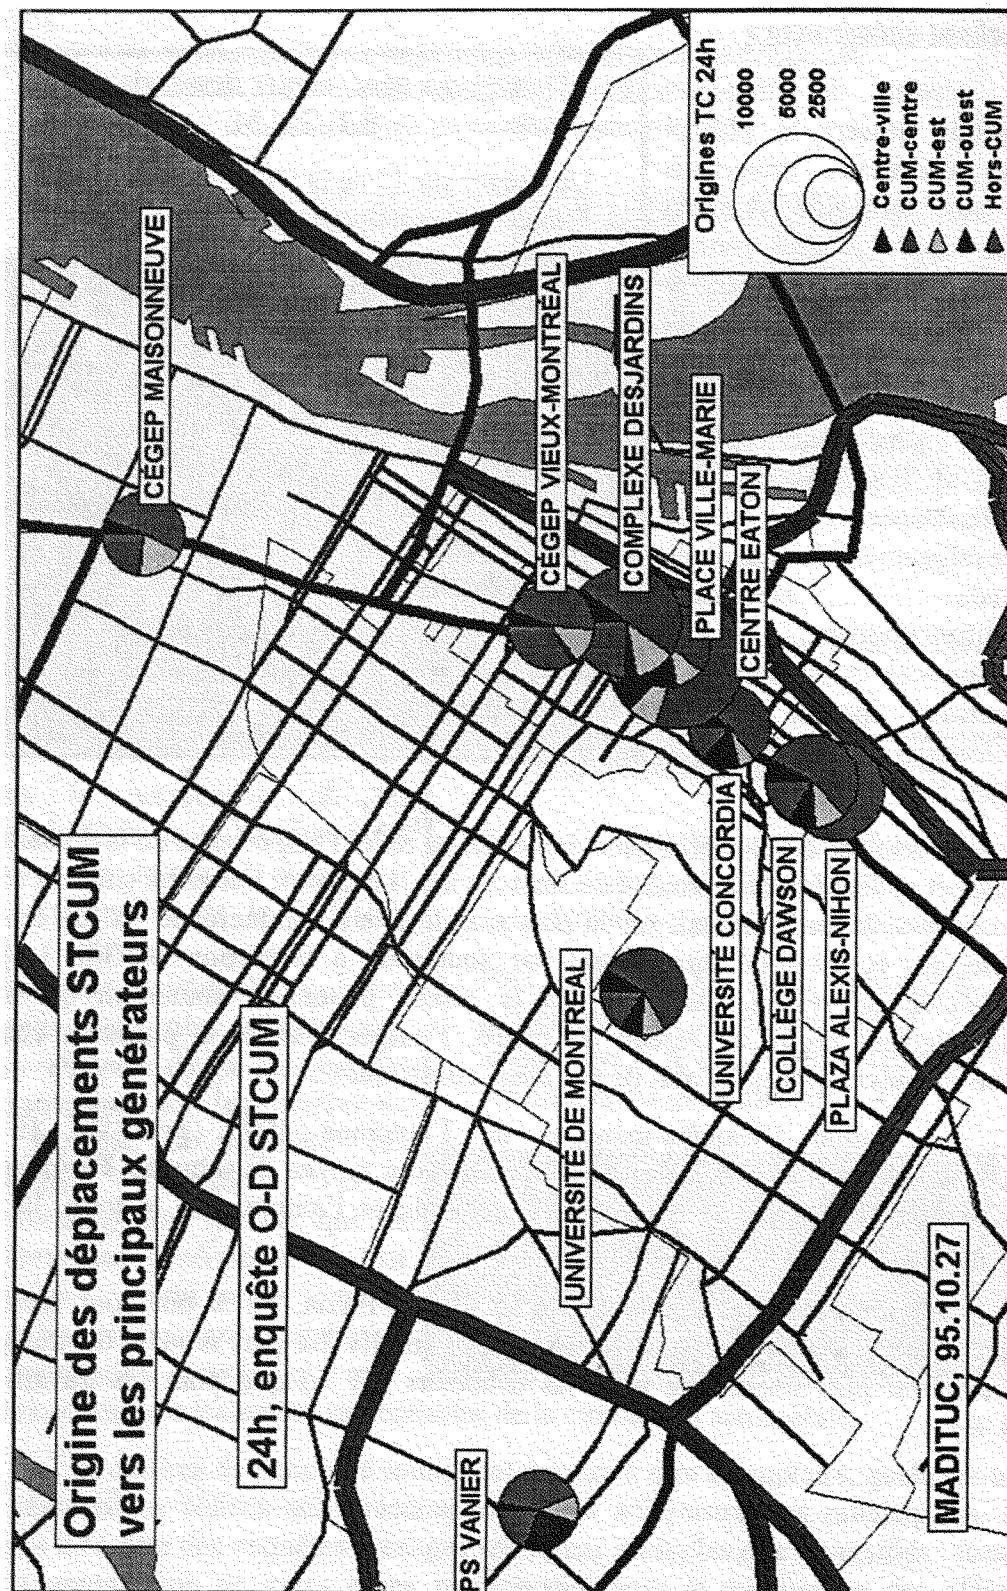 Origine des déplacements STCUM
vers les principaux générateurs
24h, enquête O-D STCUM
CÉGEP MAISONNEUVE
CÉGEP VIEUX-MONTRÉAL
COMPLEXE DESJARDINS
PLACE VILLE-MARIE
CENTRE EATON
UNIVERSITÉ CONCORDIA
COLLÈGE DAWSON
PLAZA ALEXIS-NIHON
UNIVERSITÉ DE MONTREAL
PS VANIER
MADITUC, 95.10.27
Origines TC 24h
10000
5000
2500
Centre-ville
CUM-centre
CUM-est
CUM-ouest
Hors-CUM